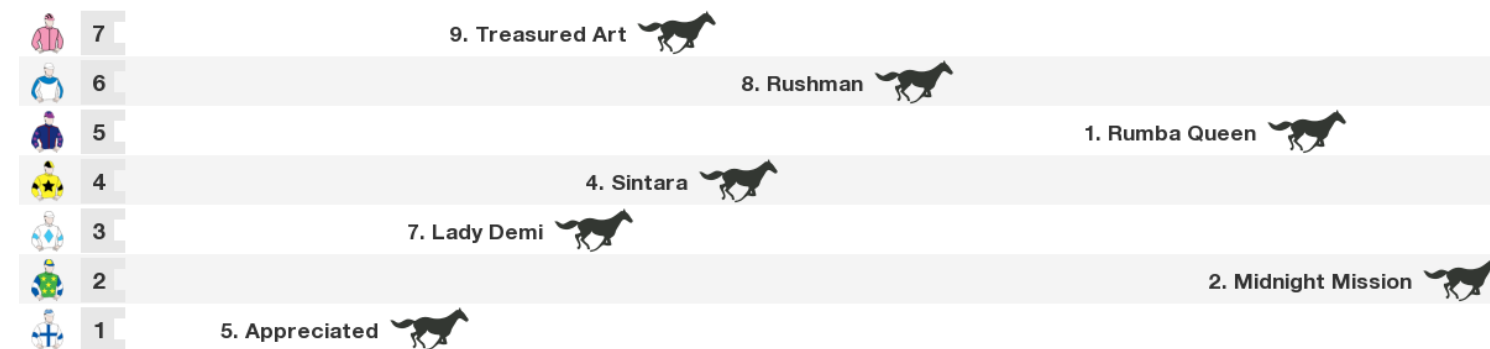 7 9. Treasured Art
6 8. Rushman
5 1. Rumba Queen
4 4. Sintara
3 7. Lady Demi
2 2. Midnight Mission
1 5. Appreciated